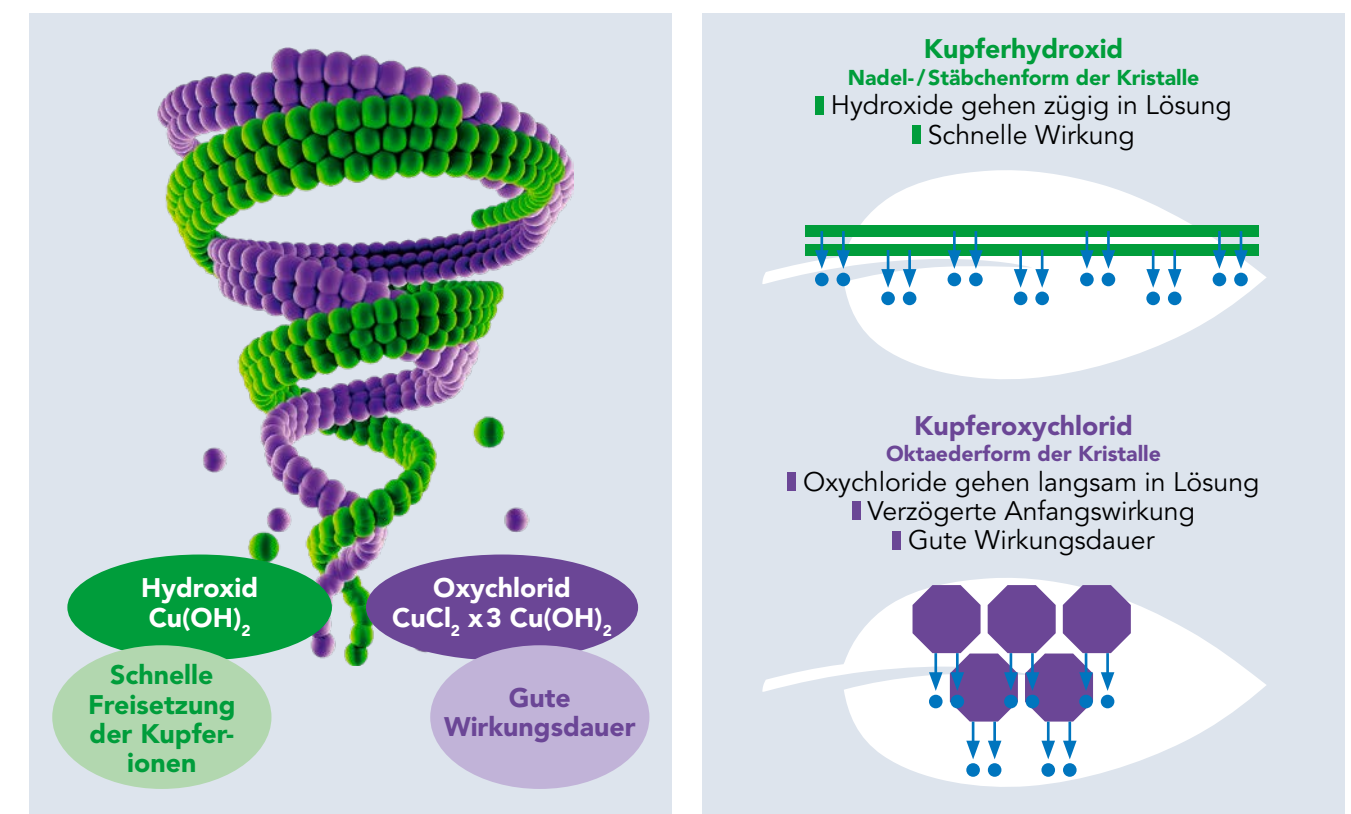 Hydroxid
Cu(OH)₂
Schnelle
Freisetzung
der Kupfer-
ionen
Oxychlorid
CuCl₂ x 3 Cu(OH)₂
Gute
Wirkungsdauer
Kupferhydroxid
Nadel-/Stäbchenform der Kristalle
Hydroxide gehen zügig in Lösung
Schnelle Wirkung
Kupferoxychlorid
Oktaederform der Kristalle
Oxychloride gehen langsam in Lösung
Verzögerte Anfangswirkung
Gute Wirkungsdauer